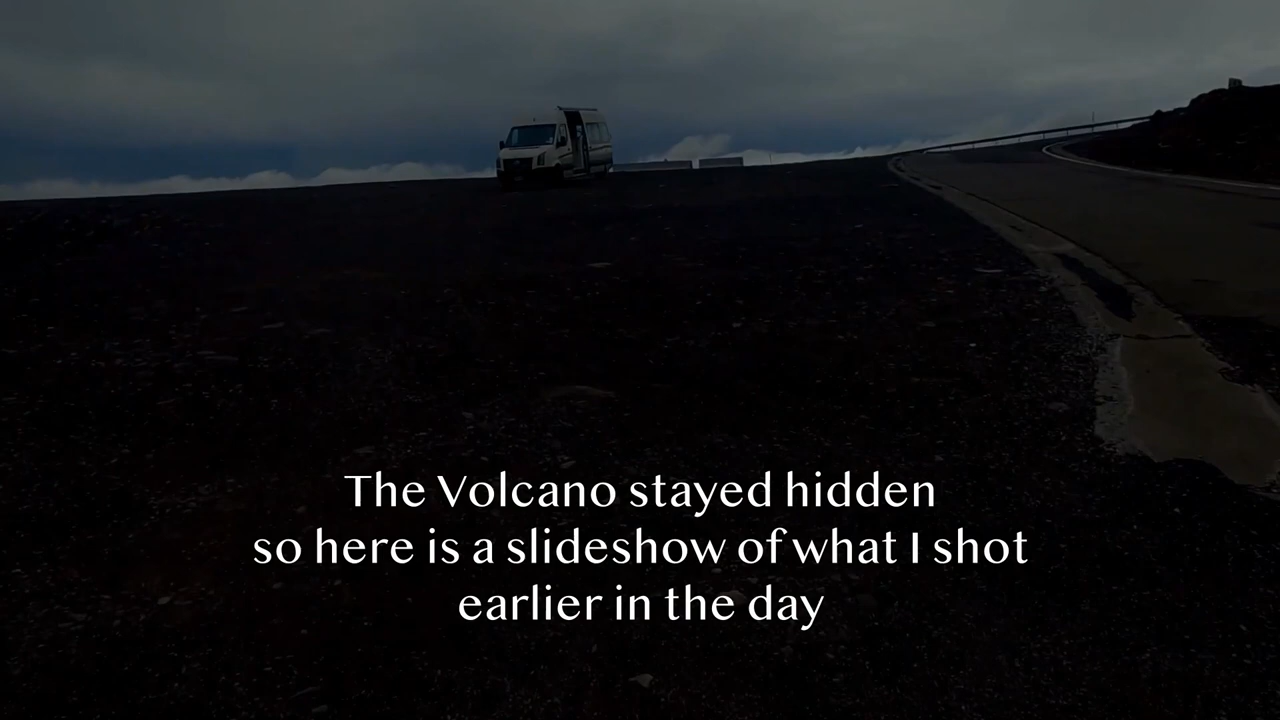 The Volcano stayed hidden
so here is a slideshow of what I shot
earlier in the day